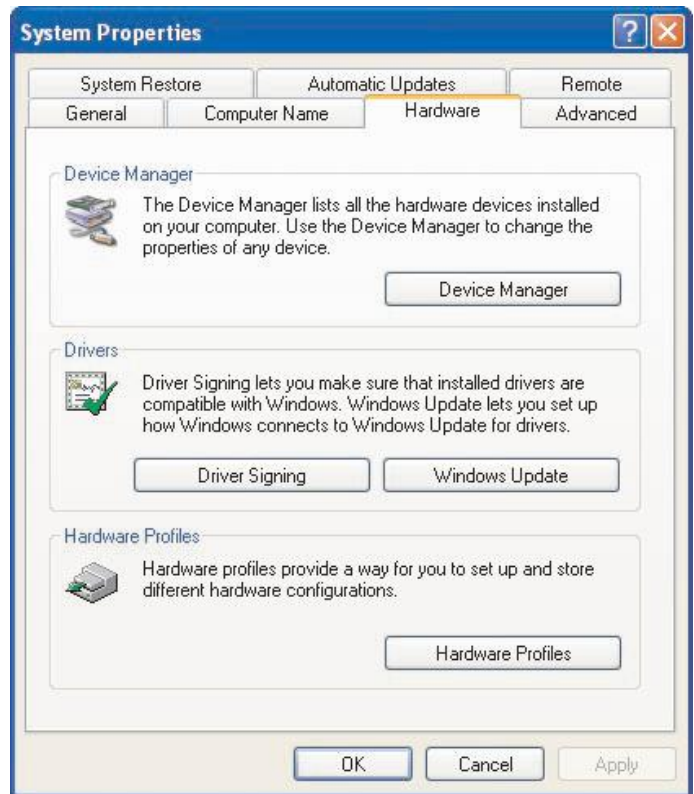 System Properties
System Restore Automatic Updates Remote
General Computer Name Hardware Advanced
Device Manager
The Device Manager lists all the hardware devices installed
on your computer. Use the Device Manager to change the
properties of any device.
Device Manager
Drivers
Driver Signing lets you make sure that installed drivers are
compatible with Windows. Windows Update lets you set up
how Windows connects to Windows Update for drivers.
Driver Signing Windows Update
Hardware Profiles
Hardware profiles provide a way for you to set up and store
different hardware configurations.
Hardware Profiles
OK Cancel Apply